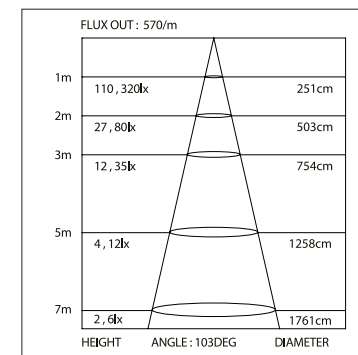 FLUX OUT : 570/m
1m
110 , 320lx 251cm
2m
27 , 80lx 503cm
3m
12 , 35lx 754cm
5m
4 , 12lx 1258cm
7m
2 , 6lx 1761cm
HEIGHT ANGLE : 103DEG DIAMETER